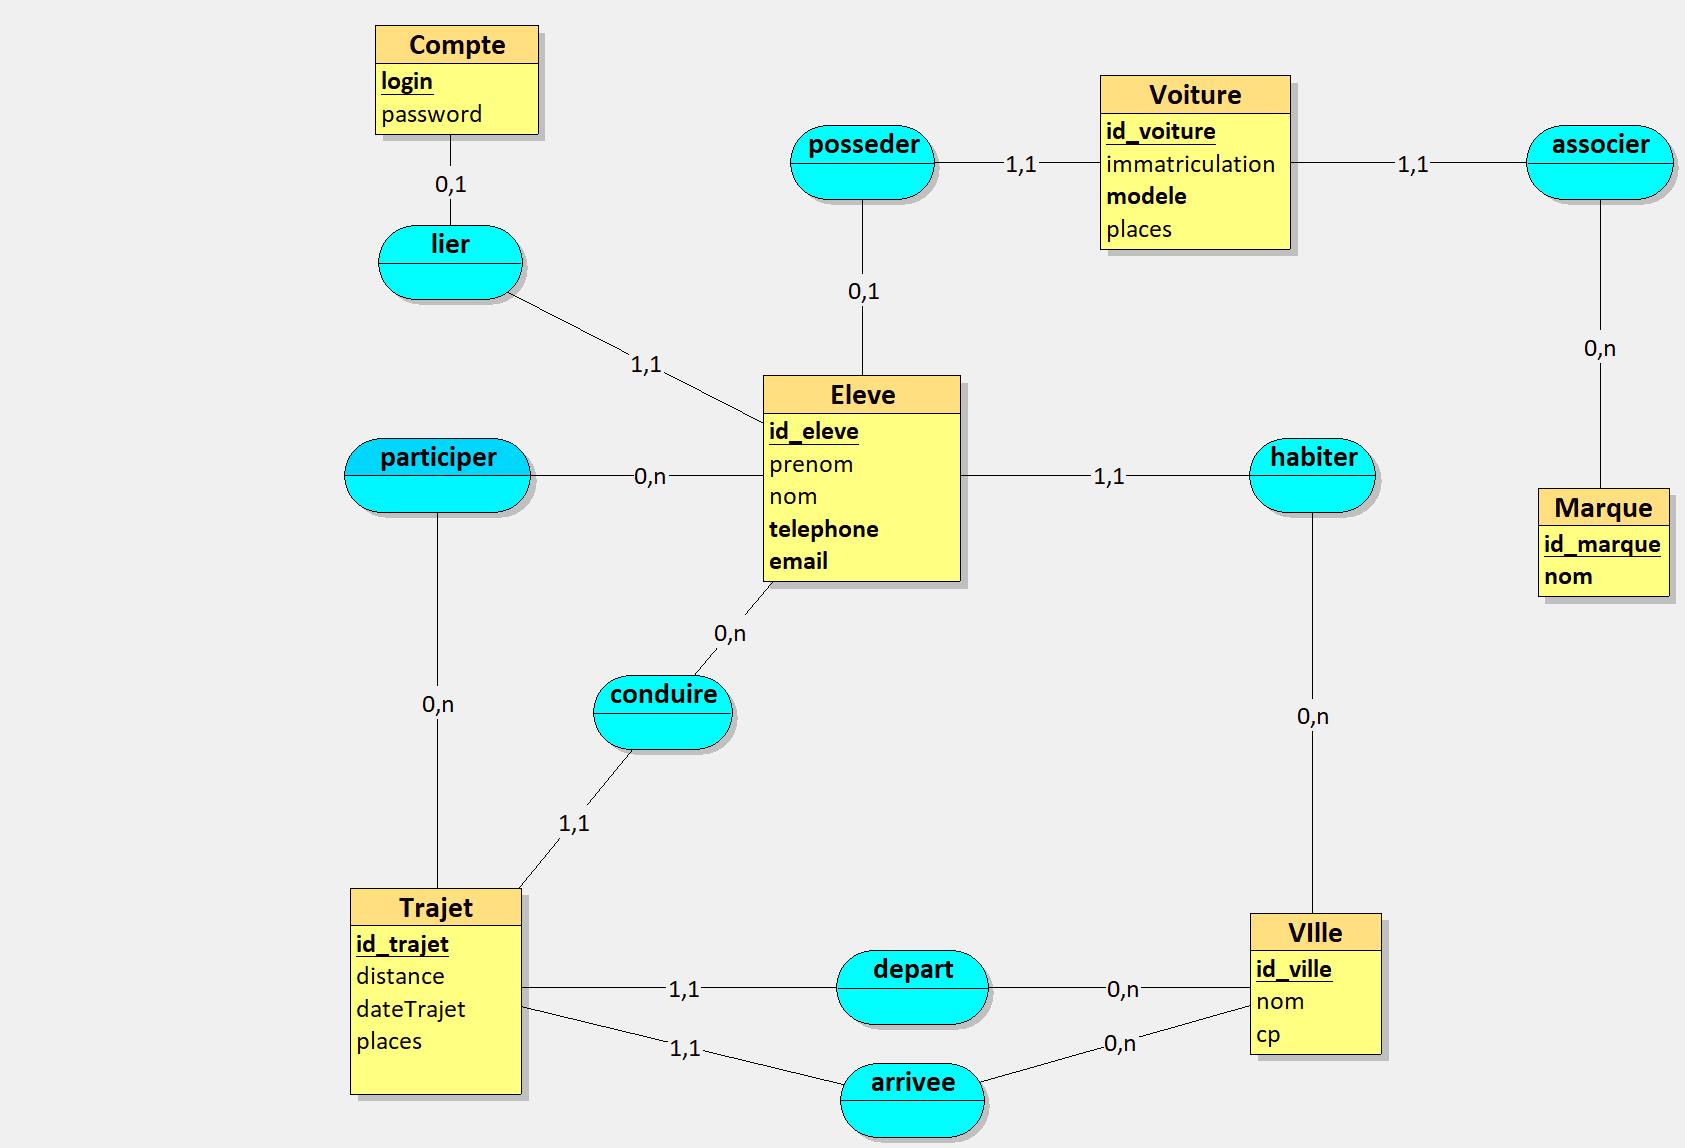 Compte
login
password
0,1
lier
1,1
posseder
1,1
0,1
Voiture
id_voiture
immatriculation
modele
places
1,1
associer
0,n
Marque
id_marque
nom
Eleve
id_eleve
prenom
nom
telephone
email
participer
0,n
0,n
1,1
habiter
0,n
0,n
conduire
1,1
Trajet
id_trajet
distance
dateTrajet
places
1,1
depart
0,n
1,1
arrivee
0,n
VIlle
id_ville
nom
cp